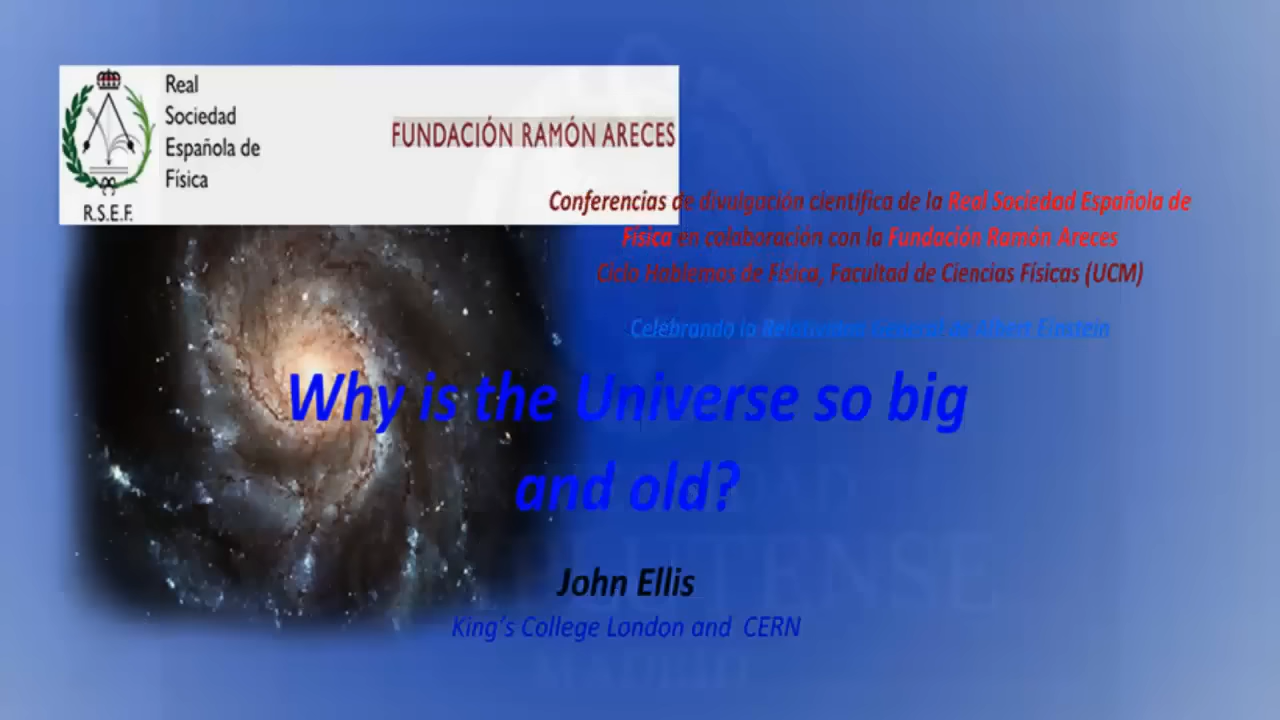 Real
Sociedad
Española de
Física
R.S.E.F.
FUNDACIÓN RAMÓN ARECES
Conferencias de divulgación científica de la Real Sociedad Española de
Física en colaboración con la Fundación Ramón Areces
Ciclo Hablemos de Física, Facultad de Ciencias Físicas (UCM)
Celebrando la Relatividad General de Albert Einstein
Why is the Universe so big
and old?
John Ellis
King's College London and CERN